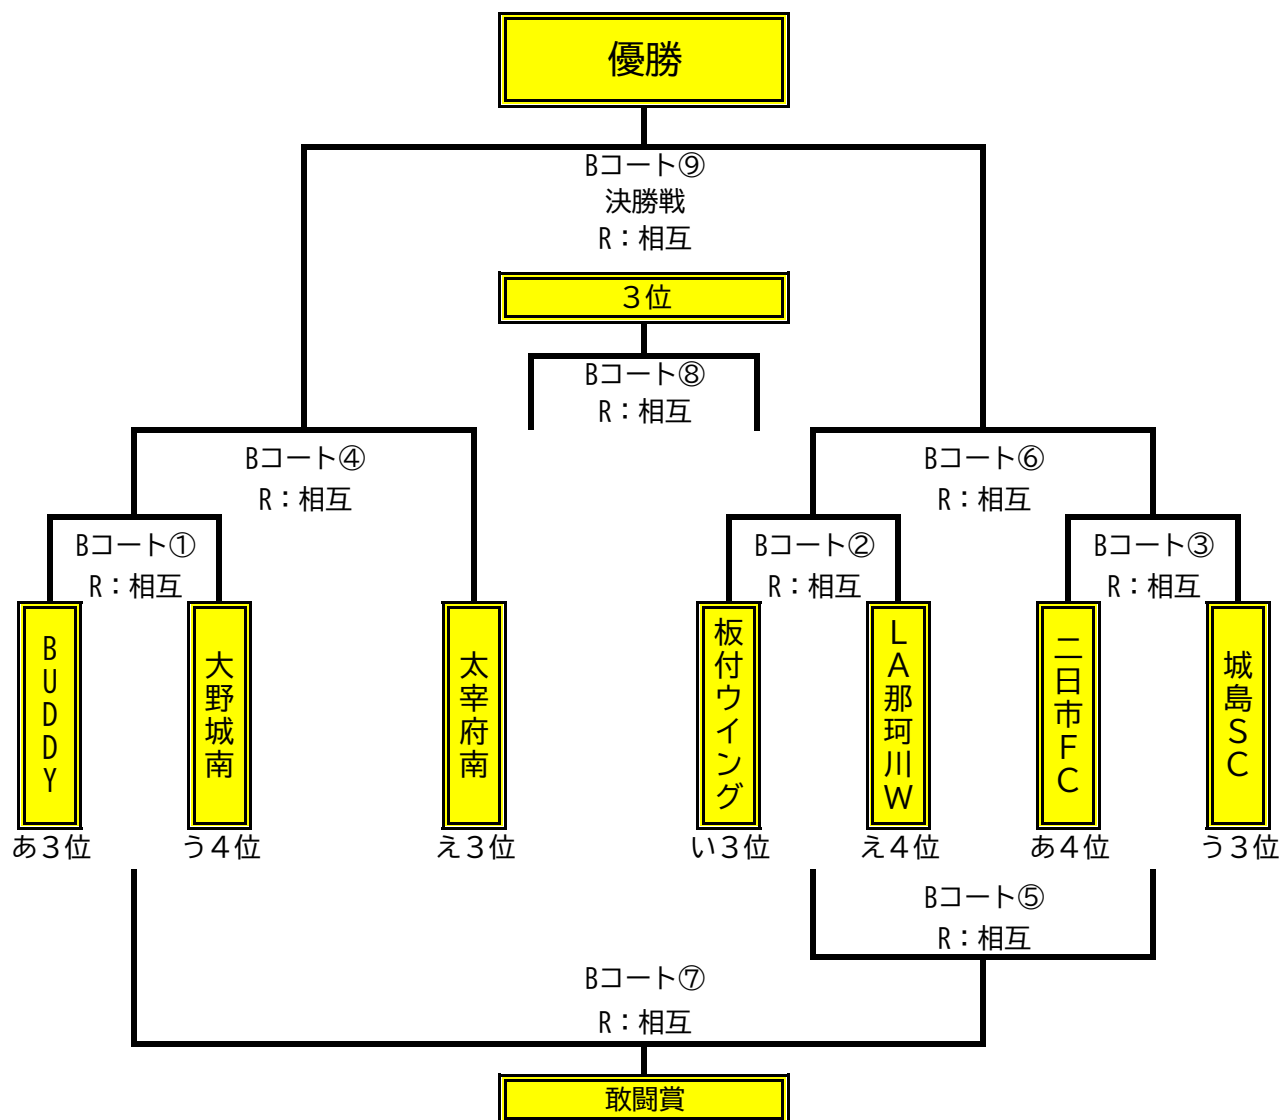 優勝
Bコート⑨
決勝戦
R：相互
３位
Bコート⑧
R：相互
Bコート④
R：相互
Bコート⑥
R：相互
Bコート①
R：相互
Bコート②
R：相互
Bコート③
R：相互
BUDDY
大野城南
太宰府南
板付ウイング
ＬＡ那珂川Ｗ
二日市ＦＣ
城島ＳＣ
あ３位
う４位
え３位
い３位
え４位
あ４位
う３位
Bコート⑤
R：相互
Bコート⑦
R：相互
敢闘賞